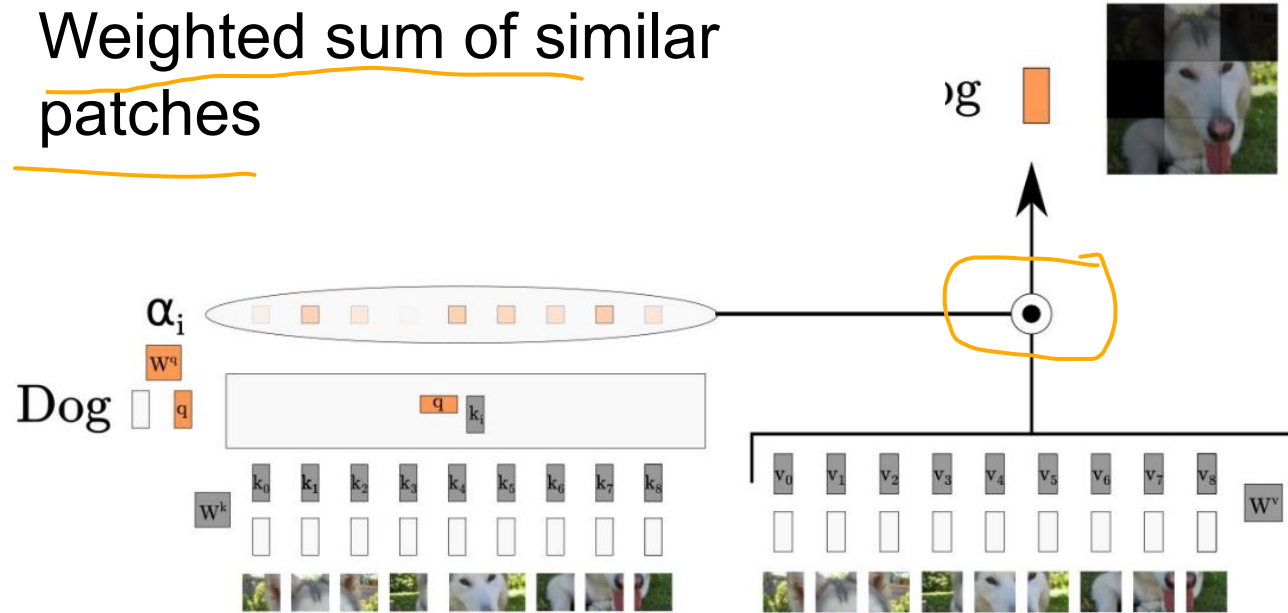 Weighted sum of similar
patches
og
αᵢ
Wᑫ
Dog
q
q kᵢ
k₀ k₁ k₂ k₃ k₄ k₅ k₆ k₇ k₈
v₀ v₁ v₂ v₃ v₄ v₅ v₆ v₇ v₈
Wᵏ
Wᵛ